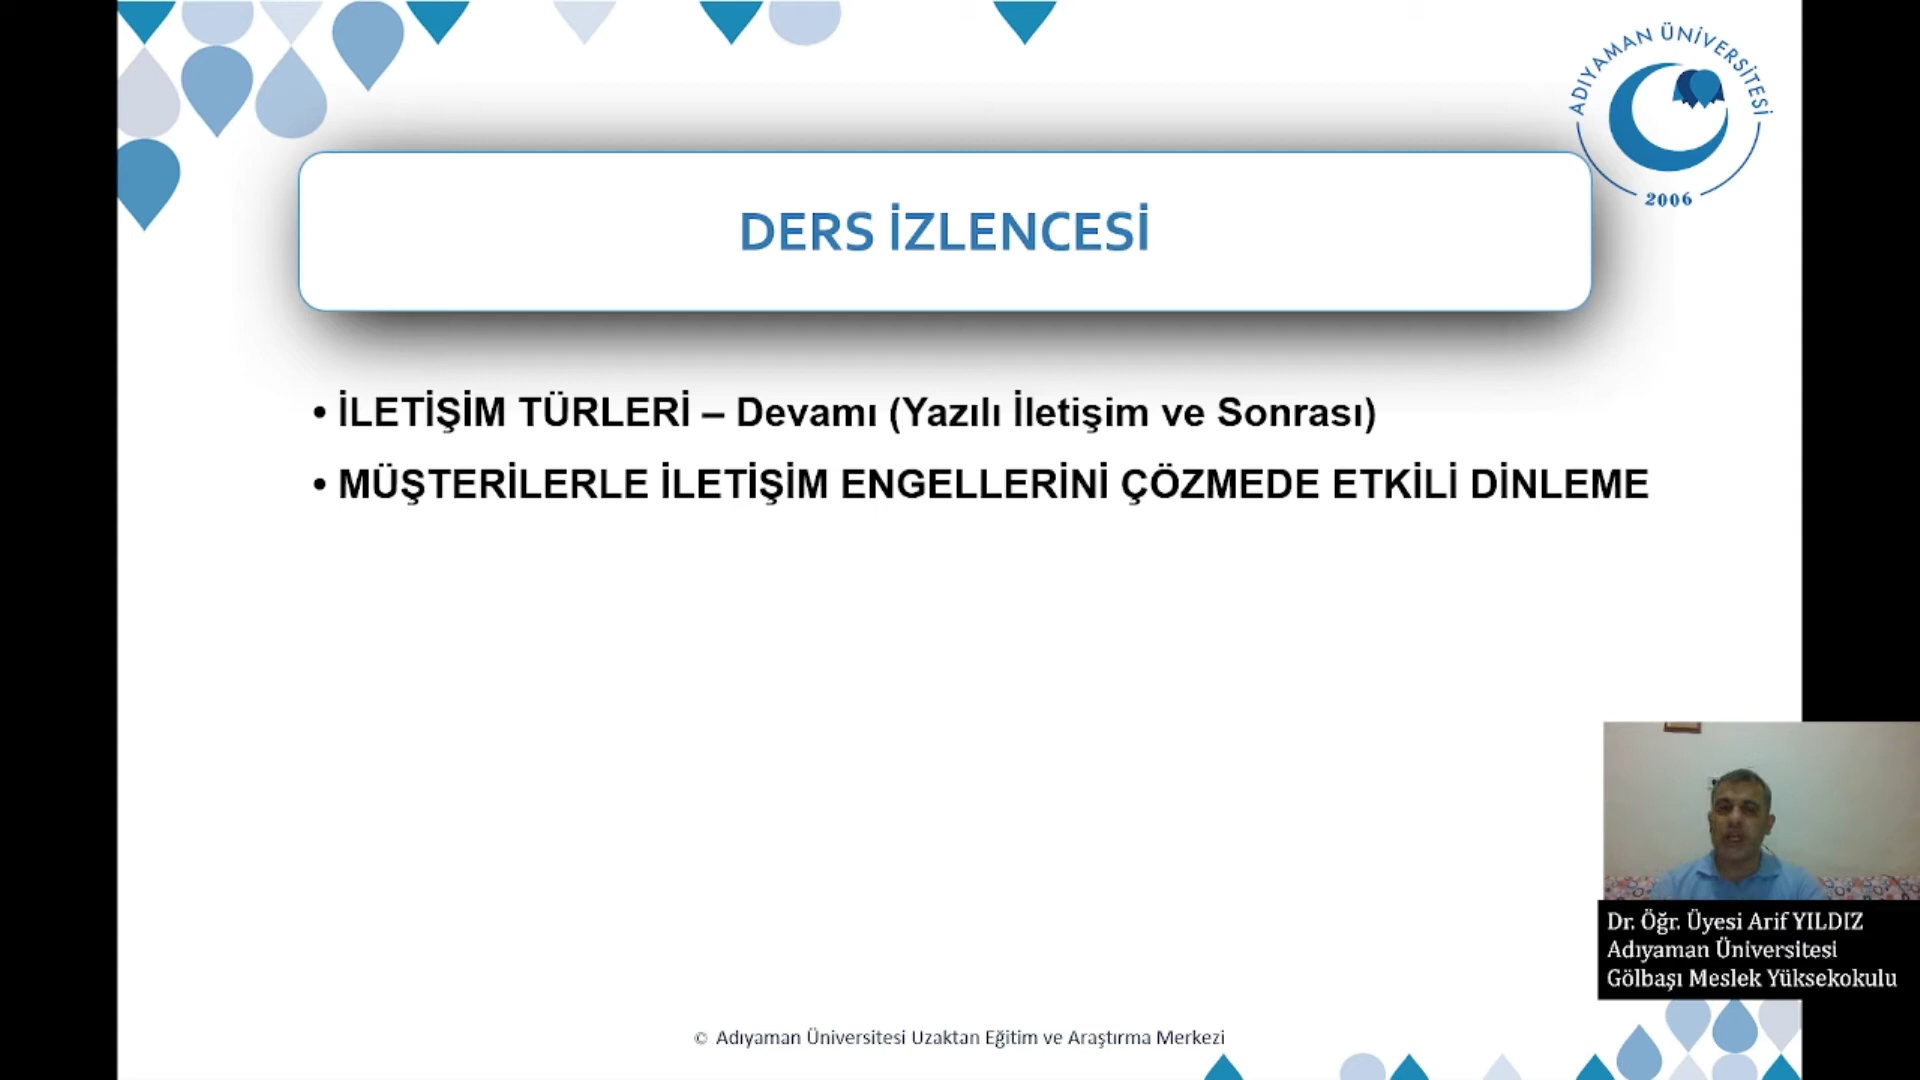 ADIYAMAN ÜNİVERSİTESİ
2006
DERS İZLENCESİ
• İLETİŞİM TÜRLERİ – Devamı (Yazılı İletişim ve Sonrası)
• MÜŞTERİLERLE İLETİŞİM ENGELLERİNİ ÇÖZMEDE ETKİLİ DİNLEME
Dr. Öğr. Üyesi Arif YILDIZ
Adıyaman Üniversitesi
Gölbaşı Meslek Yüksekokulu
© Adıyaman Üniversitesi Uzaktan Eğitim ve Araştırma Merkezi